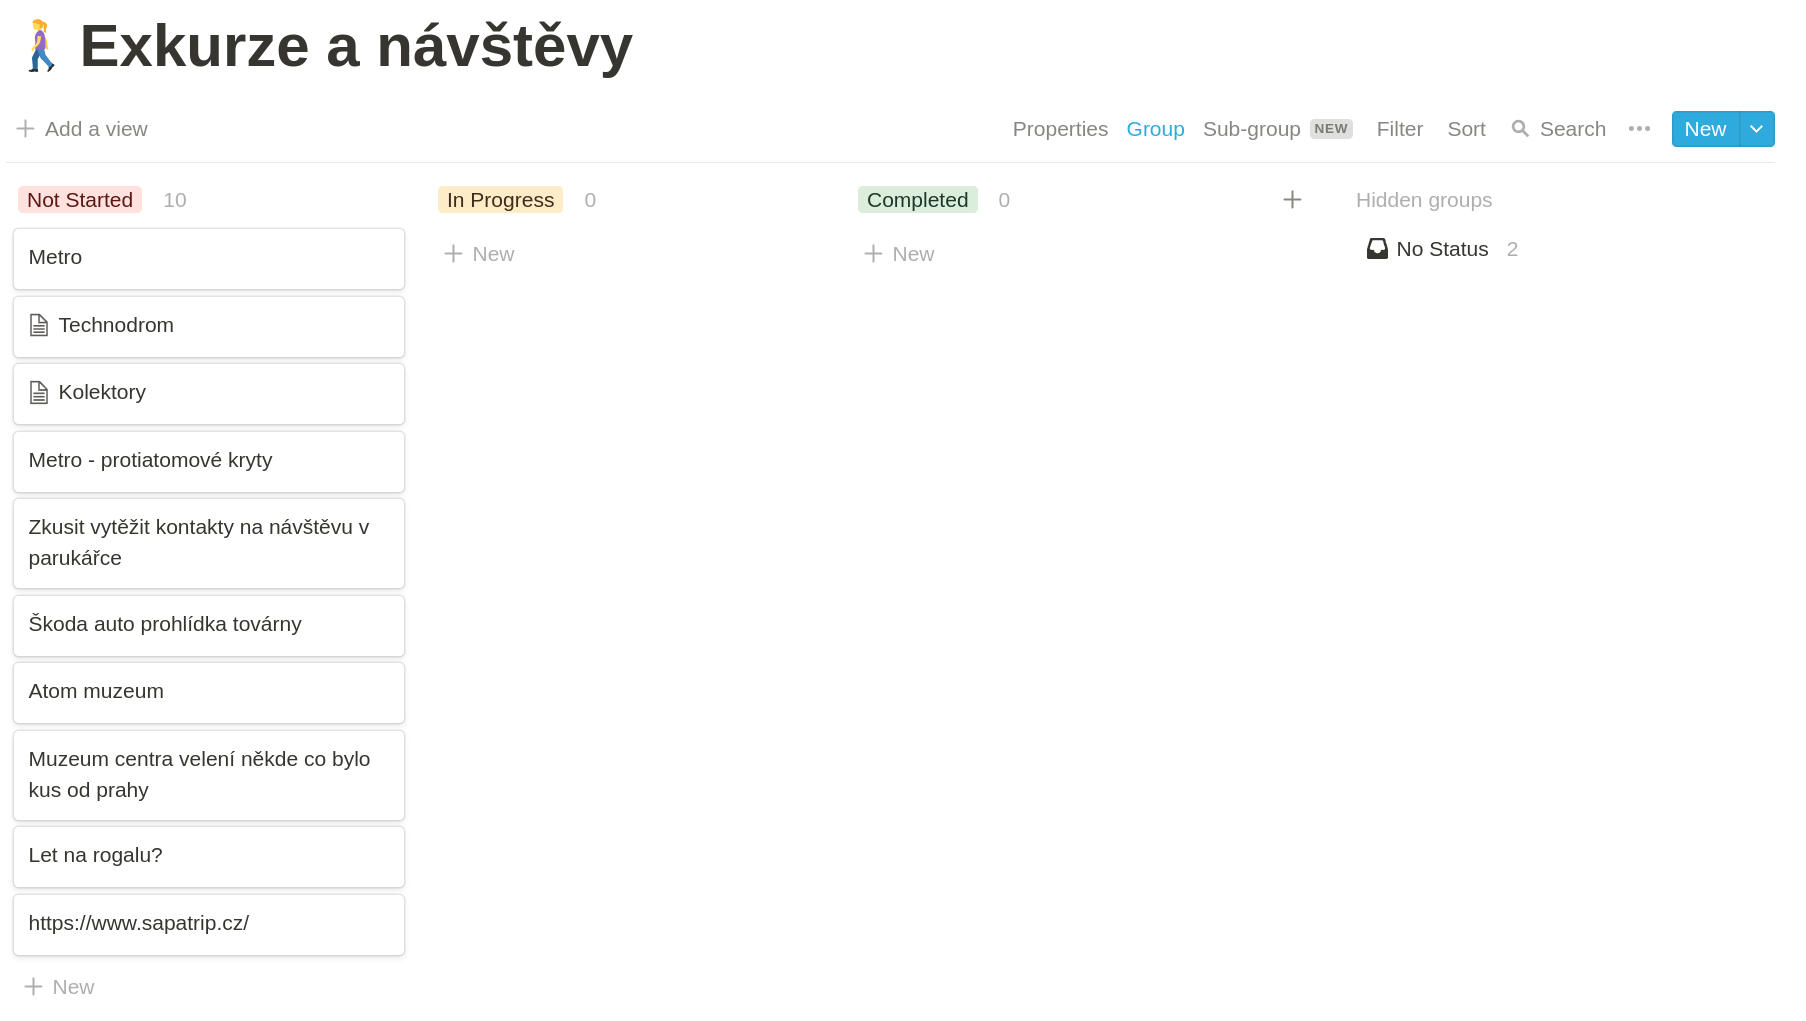 Exkurze a návštěvy
Add a view
Properties Group Sub-group NEW Filter Sort Search New
Not Started 10
In Progress 0
Completed 0
Hidden groups
Metro
New
New
No Status 2
Technodrom
Kolektory
Metro - protiatomové kryty
Zkusit vytěžit kontakty na návštěvu v
parukářce
Škoda auto prohlídka továrny
Atom muzeum
Muzeum centra velení někde co bylo
kus od prahy
Let na rogalu?
https://www.sapatrip.cz/
New